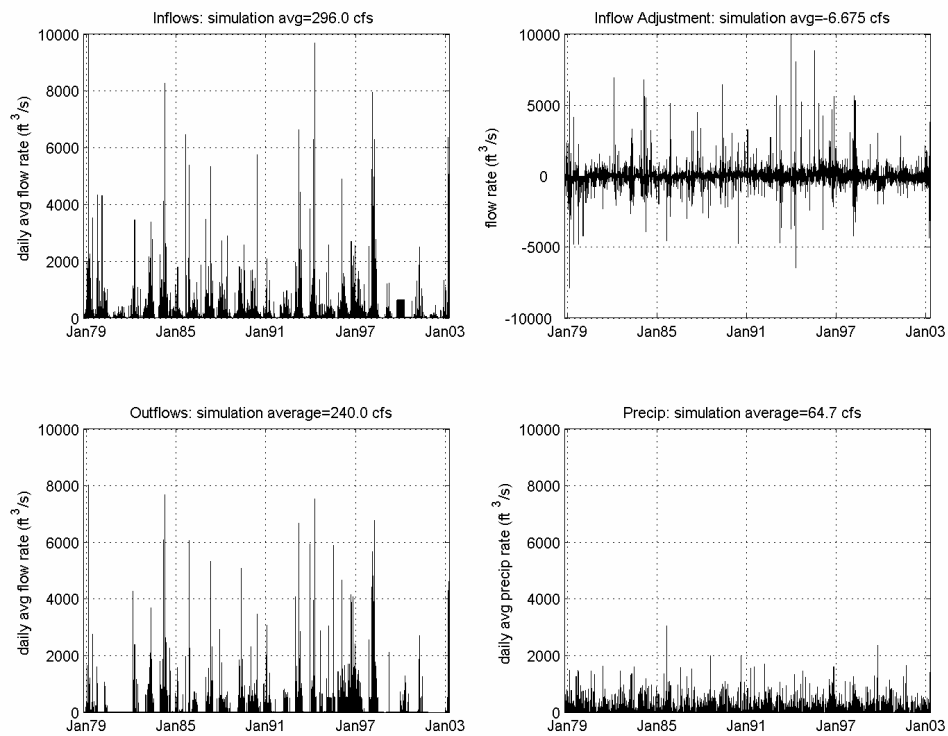 Inflows: simulation avg=296.0 cfs
daily avg flow rate (ft ³/s)
10000
8000
6000
4000
2000
0
Jan79 Jan85 Jan91 Jan97 Jan03
Inflow Adjustment: simulation avg=-6.675 cfs
flow rate (ft ³/s)
10000
5000
0
-5000
-10000
Jan79 Jan85 Jan91 Jan97 Jan03
Outflows: simulation average=240.0 cfs
daily avg flow rate (ft ³/s)
10000
8000
6000
4000
2000
0
Jan79 Jan85 Jan91 Jan97 Jan03
Precip: simulation average=64.7 cfs
daily avg precip rate (ft ³/s)
10000
8000
6000
4000
2000
0
Jan79 Jan85 Jan91 Jan97 Jan03